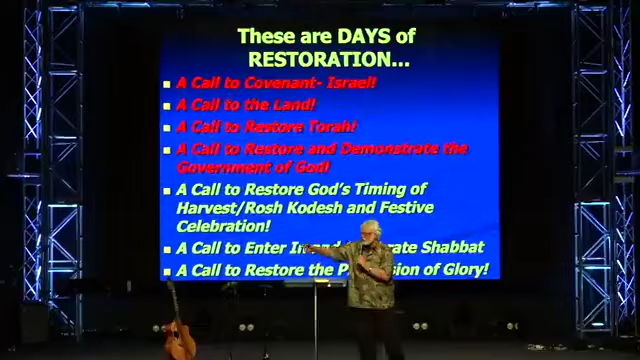 These are DAYS of
RESTORATION...
A Call to Covenant- Israel!
A Call to the Land!
A Call to Restore Torah!
A Call to Restore and Demonstrate the
Government of God!
A Call to Restore God's Timing of
Harvest/Rosh Kodesh and Festive
Celebration!
A Call to Enter Shabbat
A Call to Restore the of Glory!